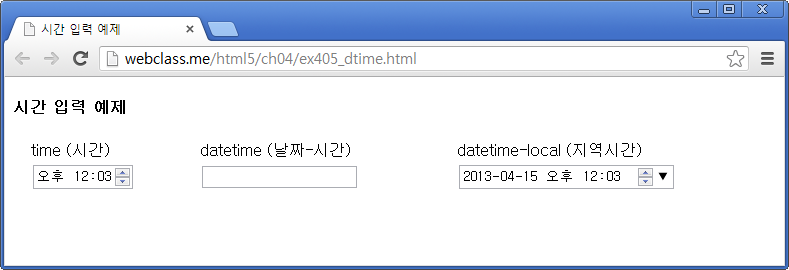 시간 입력 예제
webclass.me/html5/ch04/ex405_dtime.html
시간 입력 예제
time (시간)
datetime (날짜-시간)
datetime-local (지역시간)
오후 12:03
2013-04-15 오후 12:03